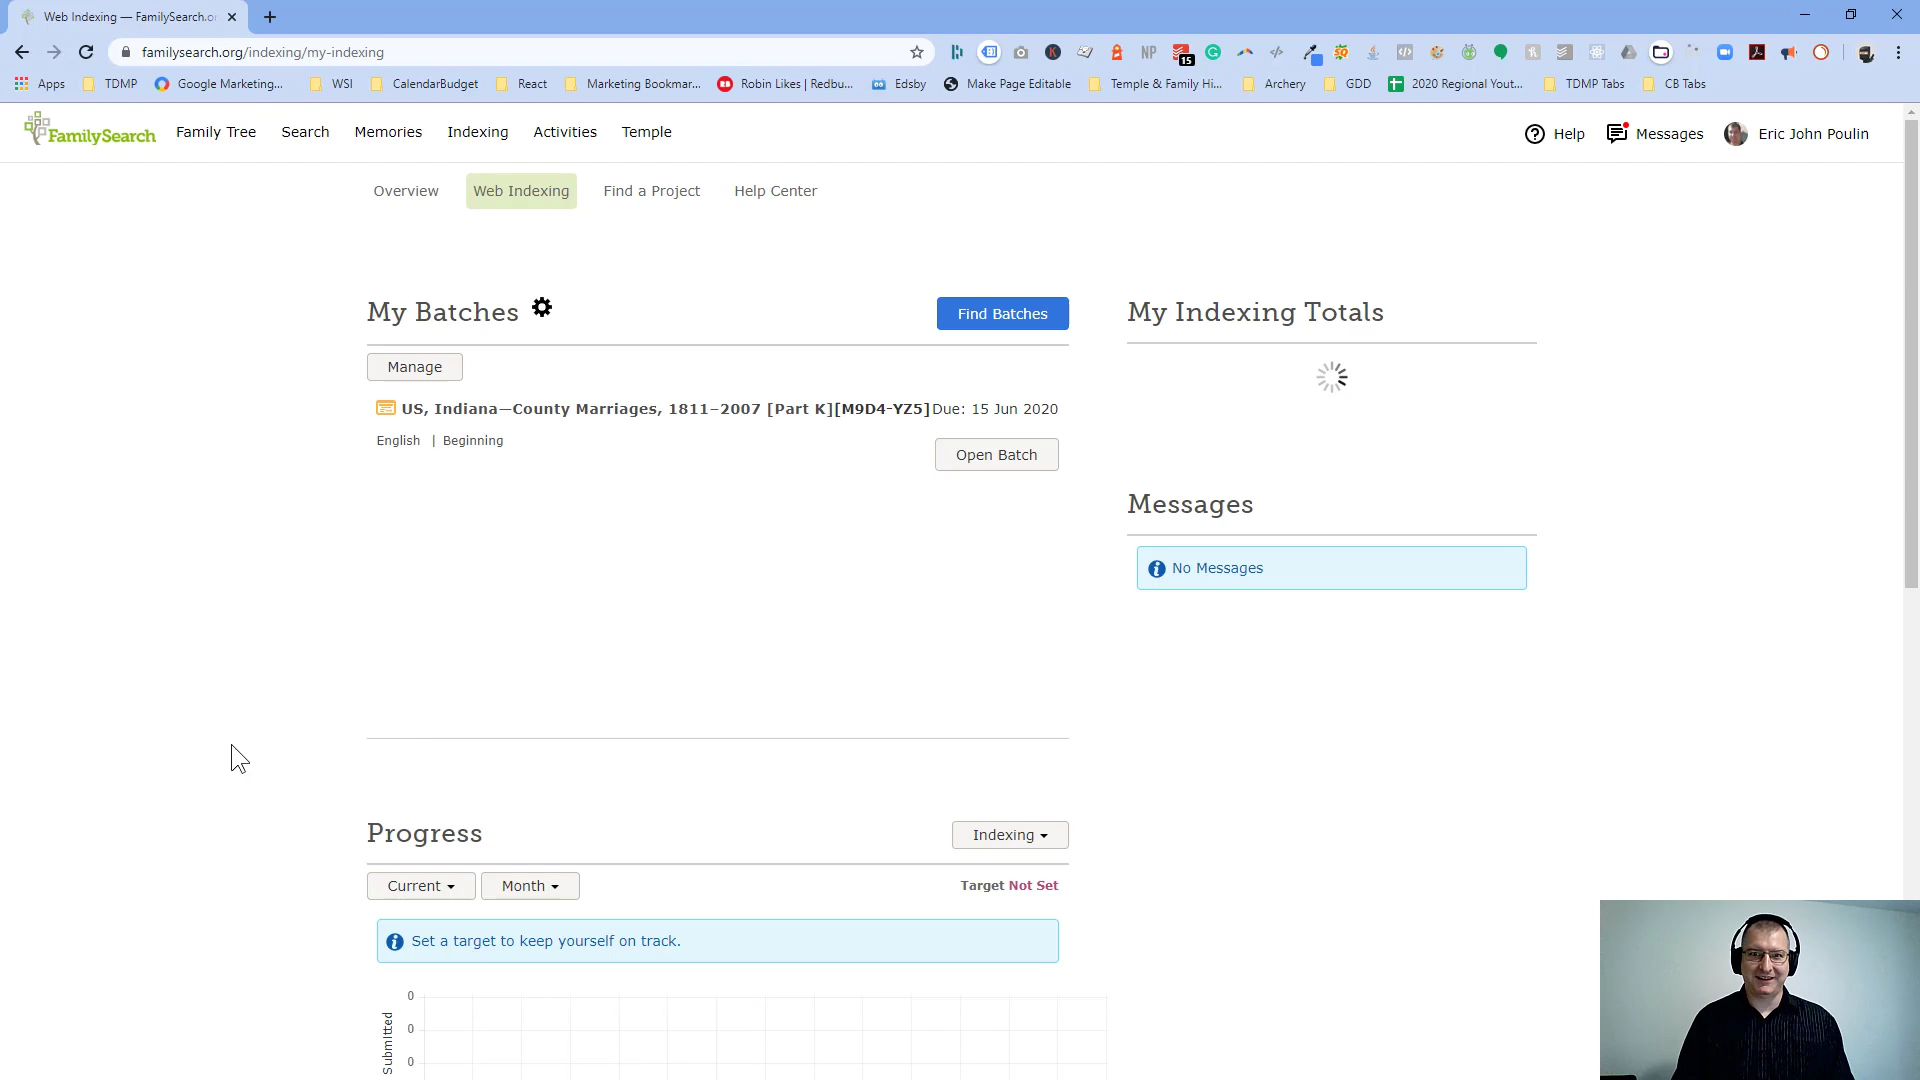 Web Indexing — FamilySearch.or
familysearch.org/indexing/my-indexing
15
Apps
TDMP
Google Marketing...
WSI
CalendarBudget
React
Marketing Bookmar...
Robin Likes | Redbu...
Edsby
Make Page Editable
Temple & Family Hi...
Archery
GDD
2020 Regional Yout...
TDMP Tabs
CB Tabs
FamilySearch
Family Tree
Search
Memories
Indexing
Activities
Temple
Help
Messages
Eric John Poulin
Overview
Web Indexing
Find a Project
Help Center
My Batches
Find Batches
Manage
US, Indiana—County Marriages, 1811–2007 [Part K][M9D4-YZ5]
Due: 15 Jun 2020
English | Beginning
Open Batch
My Indexing Totals
Messages
No Messages
Progress
Indexing
Current
Month
Target Not Set
Set a target to keep yourself on track.
0
0
0
Submitted